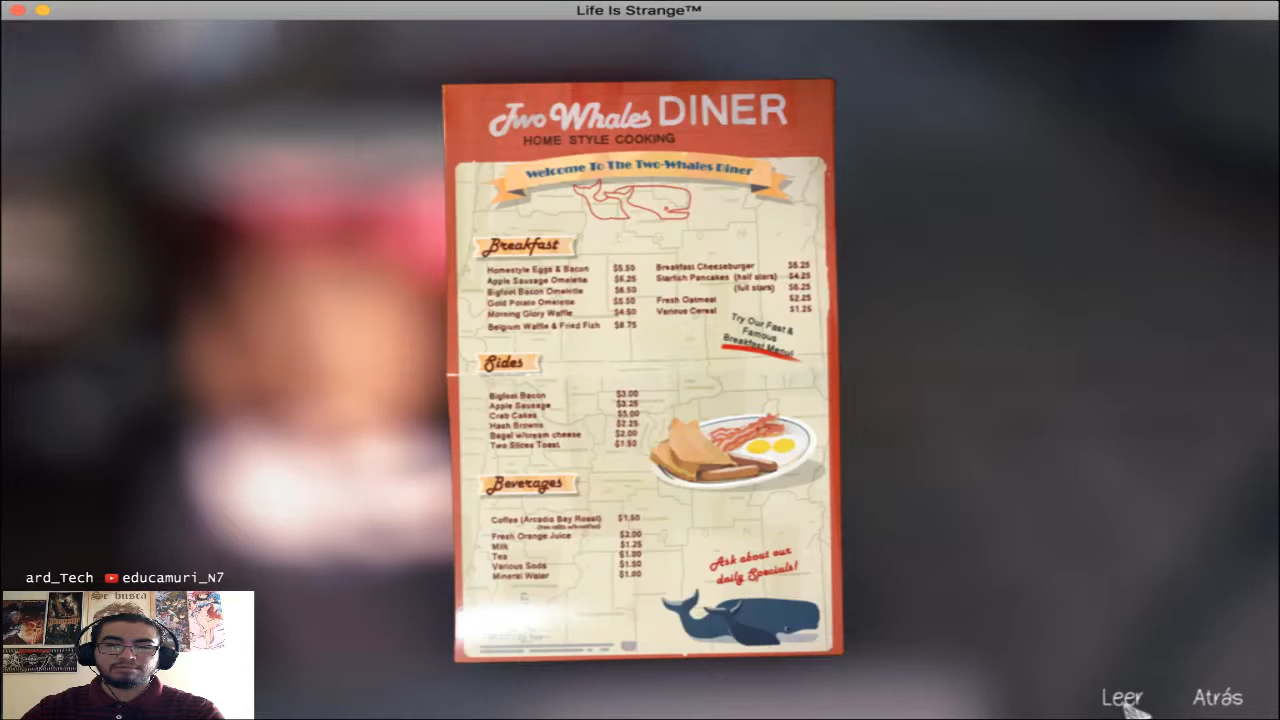 Life Is Strange™
Two Whales DINER
HOME STYLE COOKING
Welcome To The Two-Whales Diner
Breakfast
Homestyle Eggs & Bacon $5.50
Apple Sausage Omelette $6.25
Bigfoot Bacon Omelette $6.50
Gold Potato Omelette $5.50
Morning Glory Waffle $4.50
Belgium Waffle & Fried Fish $8.75
Breakfast Cheeseburger
Starfish Pancakes (half stars) $4.25
(full stars) $6.25
Fresh Oatmeal $2.25
Various Cereal $1.25
Try Our Fast &
Famous
Breakfast Menu!
Sides
Bigfoot Bacon $3.00
Apple Sausage $3.25
Crab Cakes $5.00
Hash Browns $2.25
Bagel w/cream cheese $2.00
Two Slices Toast $1.50
Beverages
Coffee (Arcadia Bay Roast) $1.50
Fresh Orange Juice $2.00
Milk $1.25
Tea $1.00
Various Soda $1.50
Mineral Water $1.00
Ask about our
daily Specials!
ard_Tech educamuri_N7
Se busca
Leer Atrás